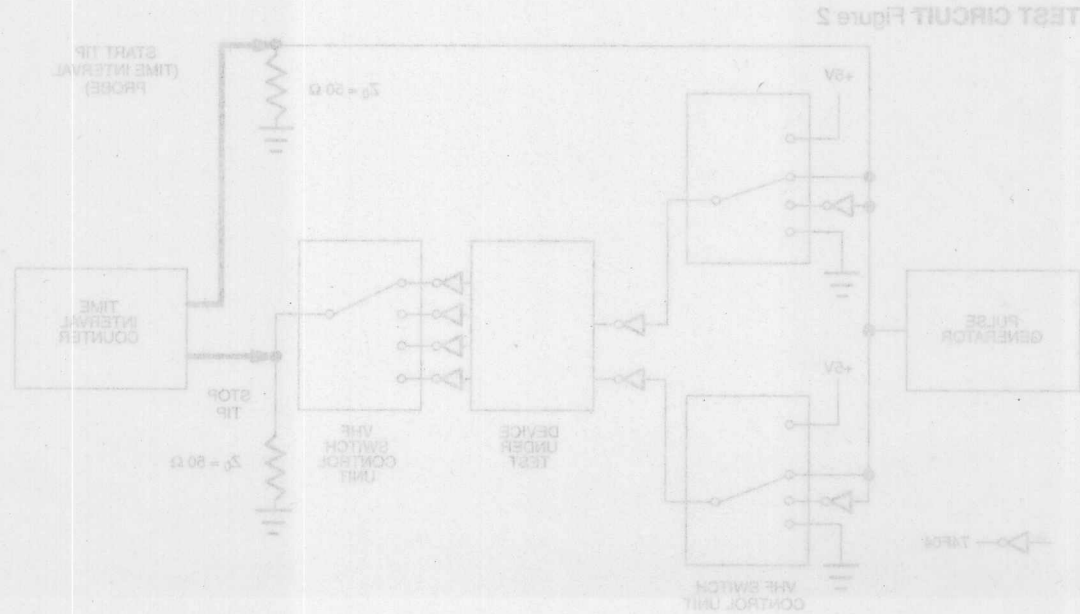 TEST CIRCUIT Figure 2
START TIP
(TIME INTERVAL
PROBE)
Z₀ = 50 Ω
+5V
TIME
INTERVAL
COUNTER
PULSE
GENERATOR
STOP
TIP
+5V
VHF
SWITCH
CONTROL
UNIT
DEVICE
UNDER
TEST
Z₀ = 50 Ω
74F04
VHF SWITCH
CONTROL UNIT